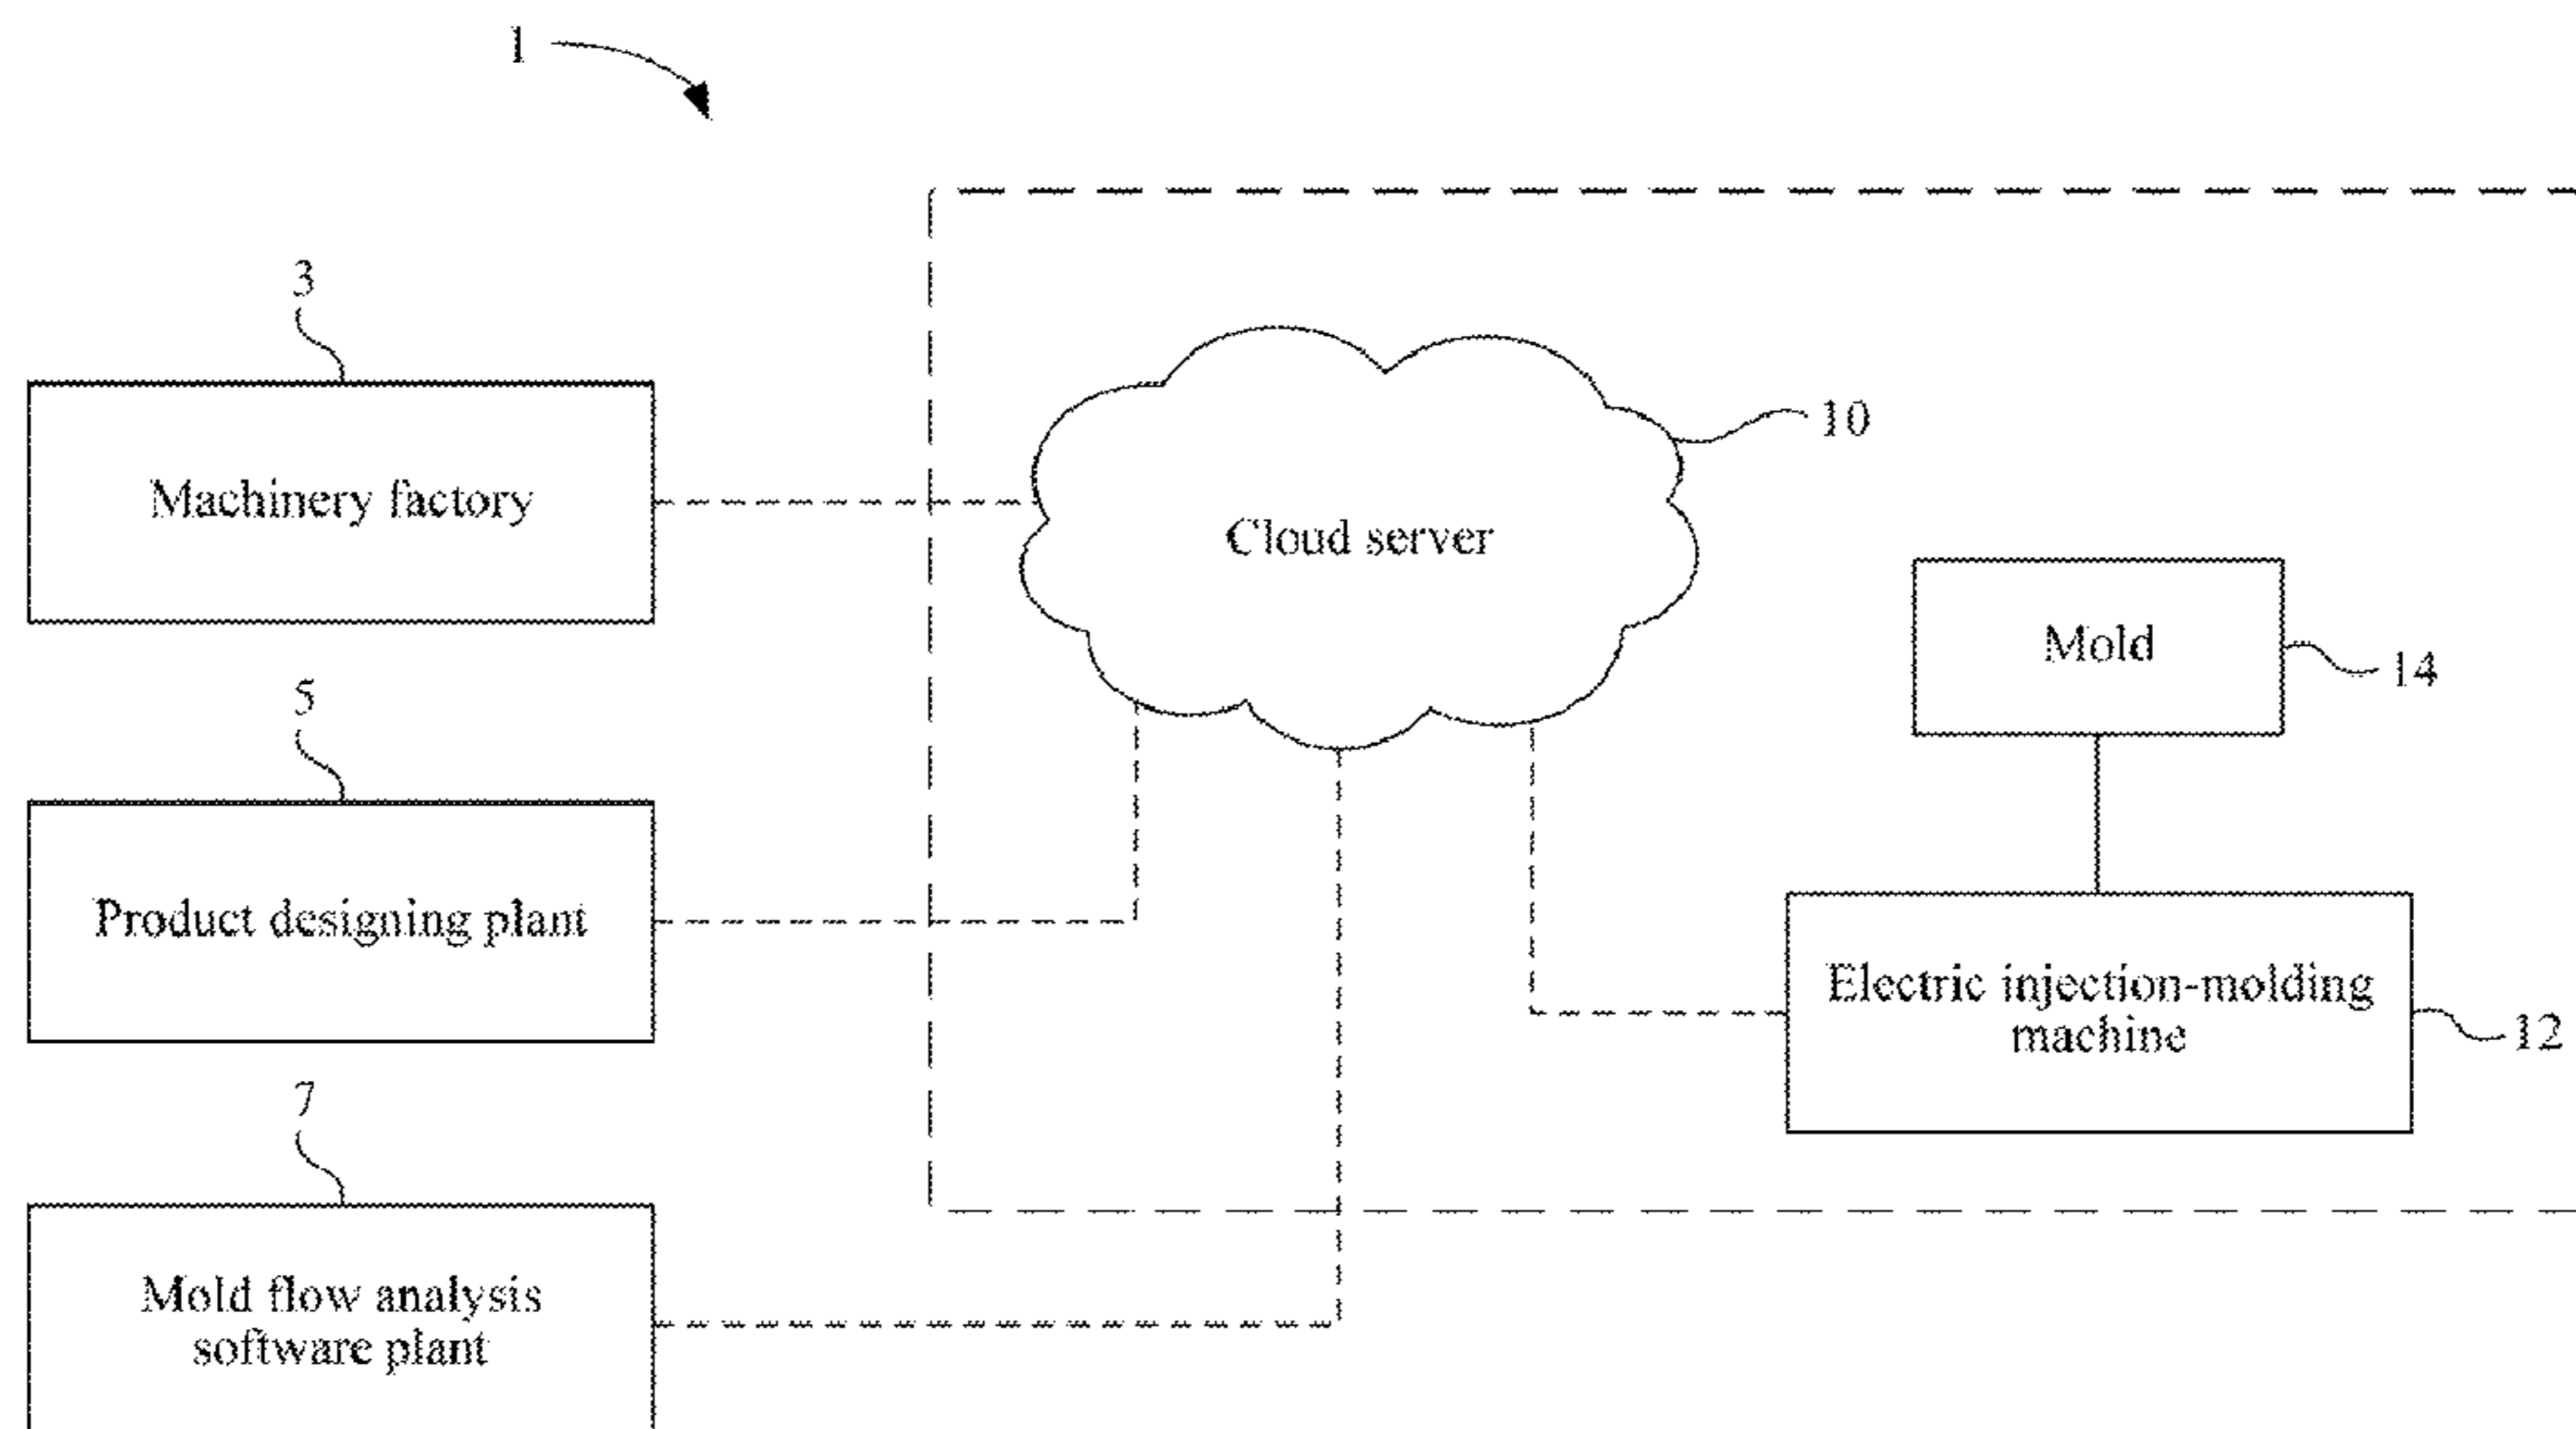 1
3
Machinery factory
10
Cloud server
Mold
14
5
Product designing plant
Electric injection-molding
machine
12
7
Mold flow analysis
software plant